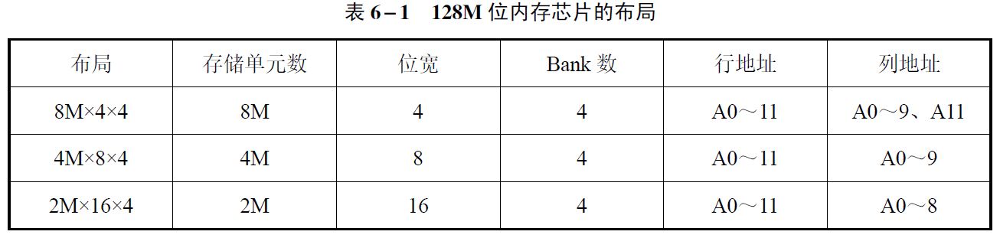 表 6-1 128M 位内存芯片的布局
布局 存储单元数 位宽 Bank 数 行地址 列地址
8M×4×4 8M 4 4 A0～11 A0～9、A11
4M×8×4 4M 8 4 A0～11 A0～9
2M×16×4 2M 16 4 A0～11 A0～8